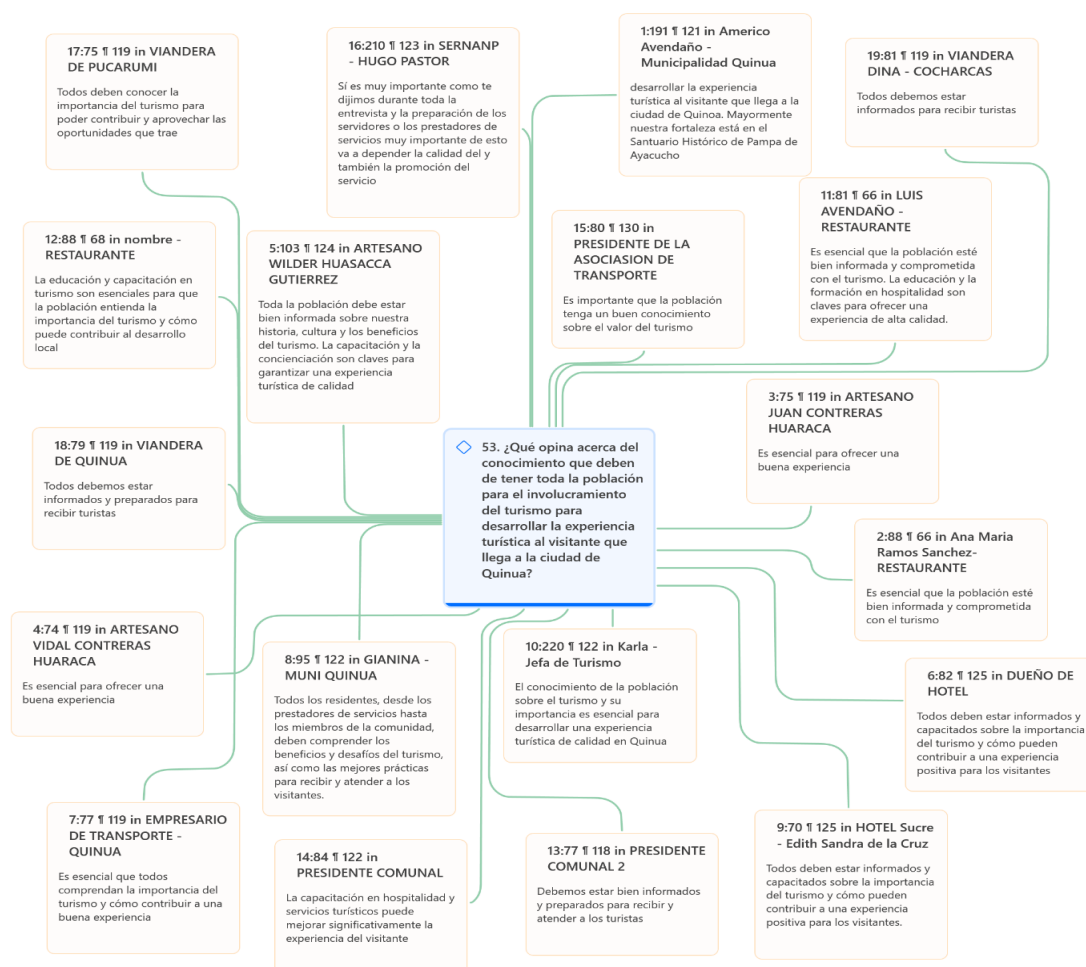 17:75 ¶ 119 in VIANDERA
DE PUCARUMI
Todos deben conocer la
importancia del turismo para
poder contribuir y aprovechar las
oportunidades que trae
16:210 ¶ 123 in SERNANP
- HUGO PASTOR
Sí es muy importante como te
dijimos durante toda la
entrevista y la preparación de los
servidores o los prestadores de
servicios muy importante de esto
va a depender la calidad del y
también la promoción del
servicio
1:191 ¶ 121 in Americo
Avendaño -
Municipalidad Quinua
desarrollar la experiencia
turística al visitante que llega a la
ciudad de Quinoa. Mayormente
nuestra fortaleza está en el
Santuario Histórico de Pampa de
Ayacucho
19:81 ¶ 119 in VIANDERA
DINA - COCHARCAS
Todos debemos estar
informados para recibir turistas
12:88 ¶ 68 in nombre -
RESTAURANTE
La educación y capacitación en
turismo son esenciales para que
la población entienda la
importancia del turismo y cómo
puede contribuir al desarrollo
local
5:103 ¶ 124 in ARTESANO
WILDER HUASACCA
GUTIERREZ
Toda la población debe estar
bien informada sobre nuestra
historia, cultura y los beneficios
del turismo. La capacitación y la
concienciación son claves para
garantizar una experiencia
turística de calidad
15:80 ¶ 130 in
PRESIDENTE DE LA
ASOCIASION DE
TRANSPORTE
Es importante que la población
tenga un buen conocimiento
sobre el valor del turismo
11:81 ¶ 66 in LUIS
AVENDAÑO -
RESTAURANTE
Es esencial que la población esté
bien informada y comprometida
con el turismo. La educación y la
formación en hospitalidad son
claves para ofrecer una
experiencia de alta calidad.
18:79 ¶ 119 in VIANDERA
DE QUINUA
Todos debemos estar
informados y preparados para
recibir turistas
53. ¿Qué opina acerca del
conocimiento que deben
de tener toda la población
para el involucramiento
del turismo para
desarrollar la experiencia
turística al visitante que
llega a la ciudad de
Quinua?
3:75 ¶ 119 in ARTESANO
JUAN CONTRERAS
HUARACA
Es esencial para ofrecer una
buena experiencia
2:88 ¶ 66 in Ana Maria
Ramos Sanchez-
RESTAURANTE
Es esencial que la población esté
bien informada y comprometida
con el turismo
4:74 ¶ 119 in ARTESANO
VIDAL CONTRERAS
HUARACA
Es esencial para ofrecer una
buena experiencia
8:95 ¶ 122 in GIANINA -
MUNI QUINUA
Todos los residentes, desde los
prestadores de servicios hasta
los miembros de la comunidad,
deben comprender los
beneficios y desafíos del turismo,
así como las mejores prácticas
para recibir y atender a los
visitantes.
10:220 ¶ 122 in Karla -
Jefa de Turismo
El conocimiento de la población
sobre el turismo y su
importancia es esencial para
desarrollar una experiencia
turística de calidad en Quinua
6:82 ¶ 125 in DUEÑO DE
HOTEL
Todos deben estar informados y
capacitados sobre la importancia
del turismo y cómo pueden
contribuir a una experiencia
positiva para los visitantes
7:77 ¶ 119 in EMPRESARIO
DE TRANSPORTE -
QUINUA
Es esencial que todos
comprendan la importancia del
turismo y cómo contribuir a una
buena experiencia
14:84 ¶ 122 in
PRESIDENTE COMUNAL
La capacitación en hospitalidad y
servicios turísticos puede
mejorar significativamente la
experiencia del visitante
13:77 ¶ 118 in PRESIDENTE
COMUNAL 2
Debemos estar bien informados
y preparados para recibir y
atender a los turistas
9:70 ¶ 125 in HOTEL Sucre
- Edith Sandra de la Cruz
Todos deben estar informados y
capacitados sobre la importancia
del turismo y cómo pueden
contribuir a una experiencia
positiva para los visitantes.